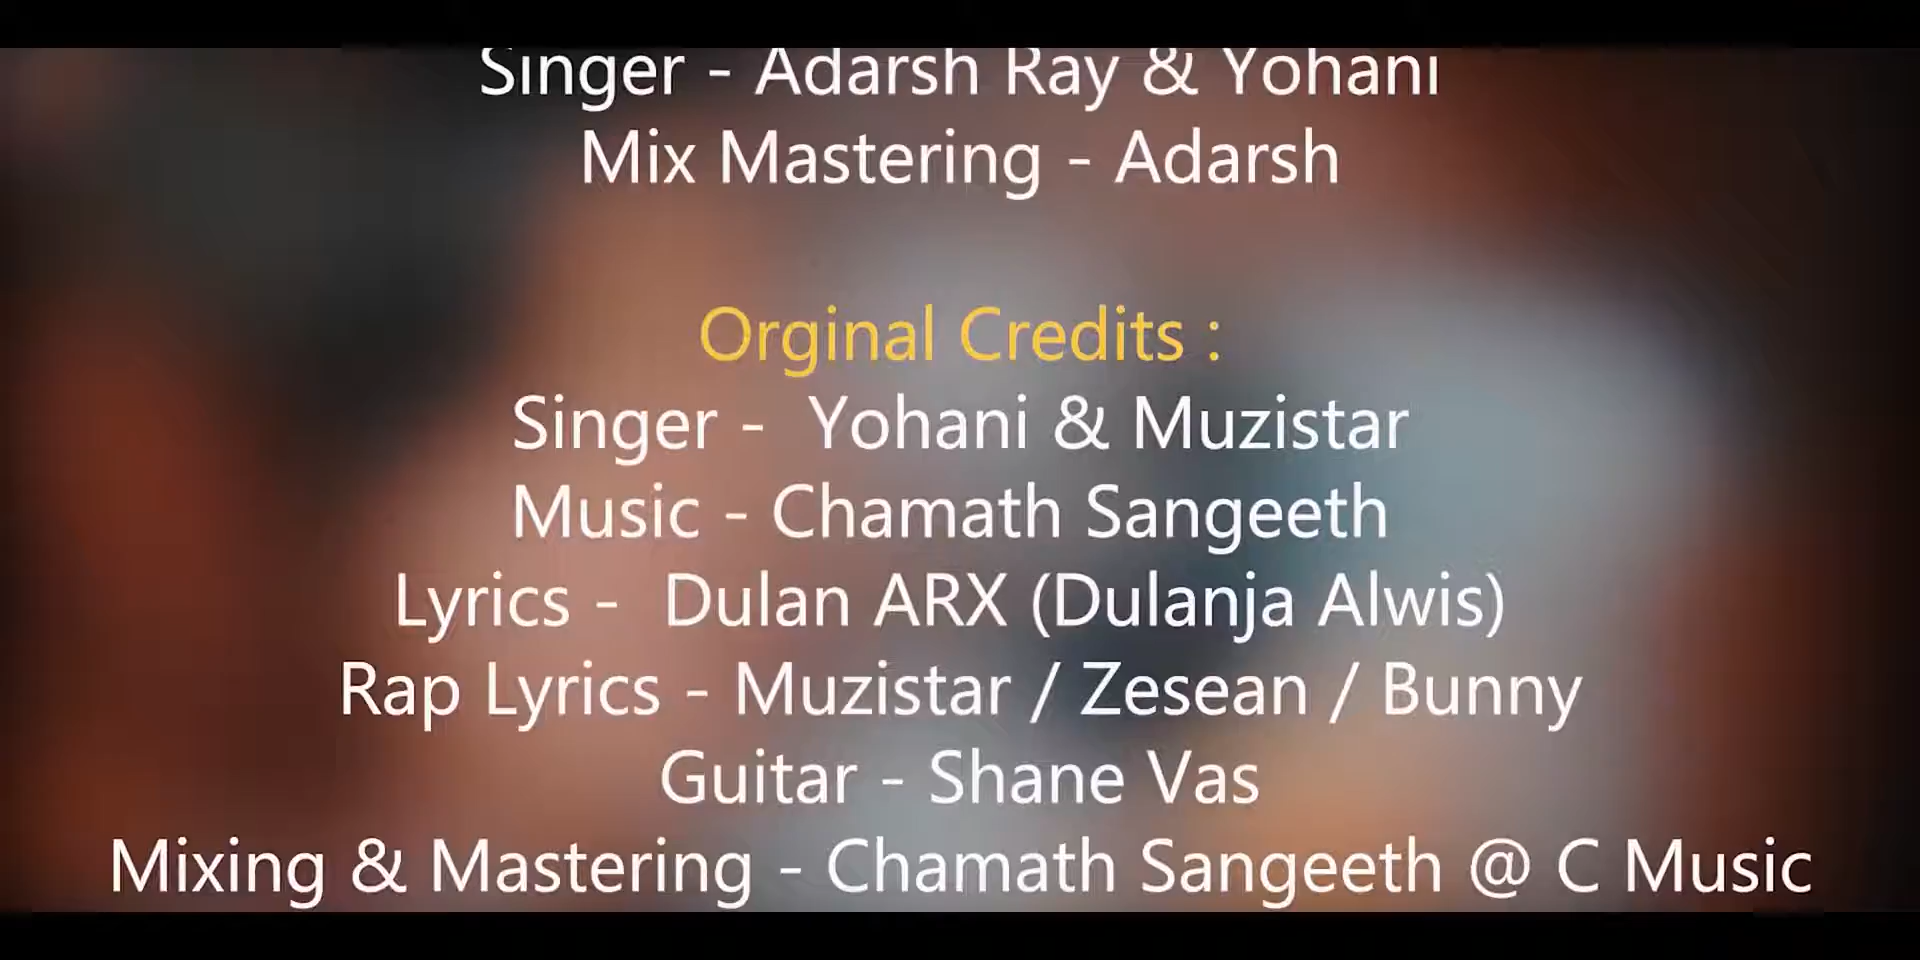 Singer - Adarsh Ray & Yohani
Mix Mastering - Adarsh
Orginal Credits :
Singer - Yohani & Muzistar
Music - Chamath Sangeeth
Lyrics - Dulan ARX (Dulanja Alwis)
Rap Lyrics - Muzistar / Zesean / Bunny
Guitar - Shane Vas
Mixing & Mastering - Chamath Sangeeth @ C Music